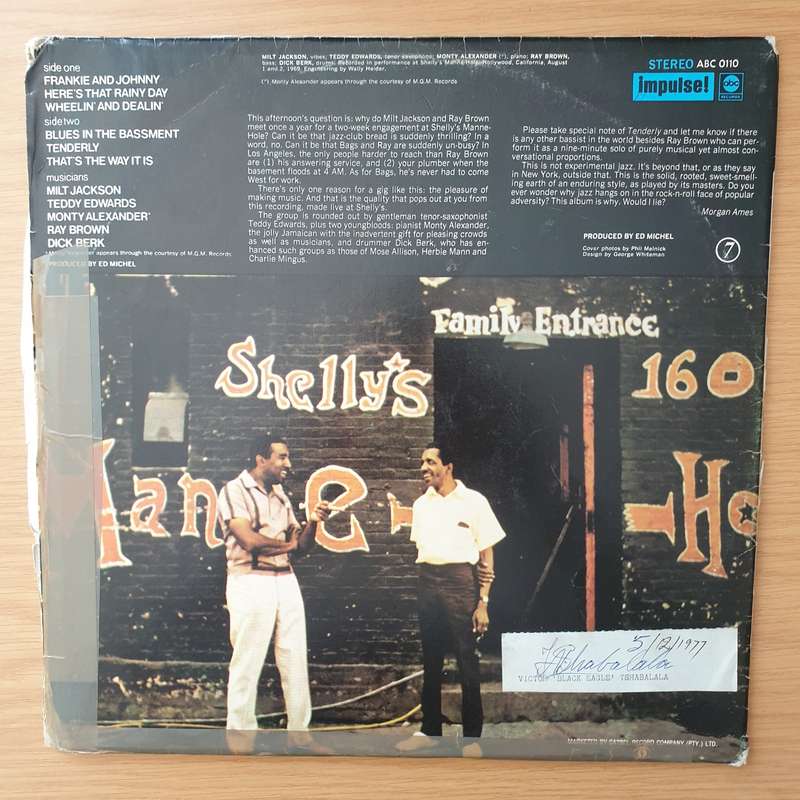 side one
FRANKIE AND JOHNNY
HERE'S THAT RAINY DAY
WHEELIN' AND DEALIN'
side two
BLUES IN THE BASSMENT
TENDERLY
THAT'S THE WAY IT IS
musicians
MILT JACKSON
TEDDY EDWARDS
MONTY ALEXANDER*
RAY BROWN
DICK BERK
Monty Alexander appears through the courtesy of M.G.M. Records
PRODUCED BY ED MICHEL
MILT JACKSON, vibes; TEDDY EDWARDS, tenor saxophone; MONTY ALEXANDER (*), piano; RAY BROWN,
bass; DICK BERK, drums. Recorded in performance at Shelly's Manne-Hole, Hollywood, California, August
1 and 2, 1969. Engineering by Wally Heider.
(*) Monty Alexander appears through the courtesy of M.G.M. Records
This afternoon's question is: why do Milt Jackson and Ray Brown
meet once a year for a two-week engagement at Shelly's Manne-
Hole? Can it be that jazz-club bread is suddenly thrilling? In a
word, no. Can it be that Bags and Ray are suddenly un-busy? In
Los Angeles, the only people harder to reach than Ray Brown
are (1) his answering service, and (2) your plumber when the
basement floods at 4 AM. As for Bags, he's never had to come
West for work.
There's only one reason for a gig like this: the pleasure of
making music. And that is the quality that pops out at you from
this recording, made live at Shelly's.
The group is rounded out by gentleman tenor-saxophonist
Teddy Edwards, plus two youngbloods: pianist Monty Alexander,
the jolly Jamaican with the inadvertent gift for pleasing crowds
as well as musicians, and drummer Dick Berk, who has en-
hanced such groups as those of Mose Allison, Herbie Mann and
Charlie Mingus.
STEREO ABC 0110
impulse!
abc
RECORDS
Please take special note of Tenderly and let me know if there
is any other bassist in the world besides Ray Brown who can per-
form it as a nine-minute solo of purely musical yet almost con-
versational proportions.
This is not experimental jazz. It's beyond that, or as they say
in New York, outside that. This is the solid, rooted, sweet-smell-
ing earth of an enduring style, as played by its masters. Do you
ever wonder why jazz hangs on in the rock-n-roll face of popular
adversity? This album is why. Would I lie?
Morgan Ames
PRODUCED BY ED MICHEL
Cover photos by Phil Melnick
Design by George Whiteman
7
Family Entrance
Shelly's
160
Manne-Ho
5/12/1977
Tshabalala
VICTOR 'BLACK EAGLE' TSHABALALA
MARKETED BY RECORD COMPANY (PTY.) LTD.